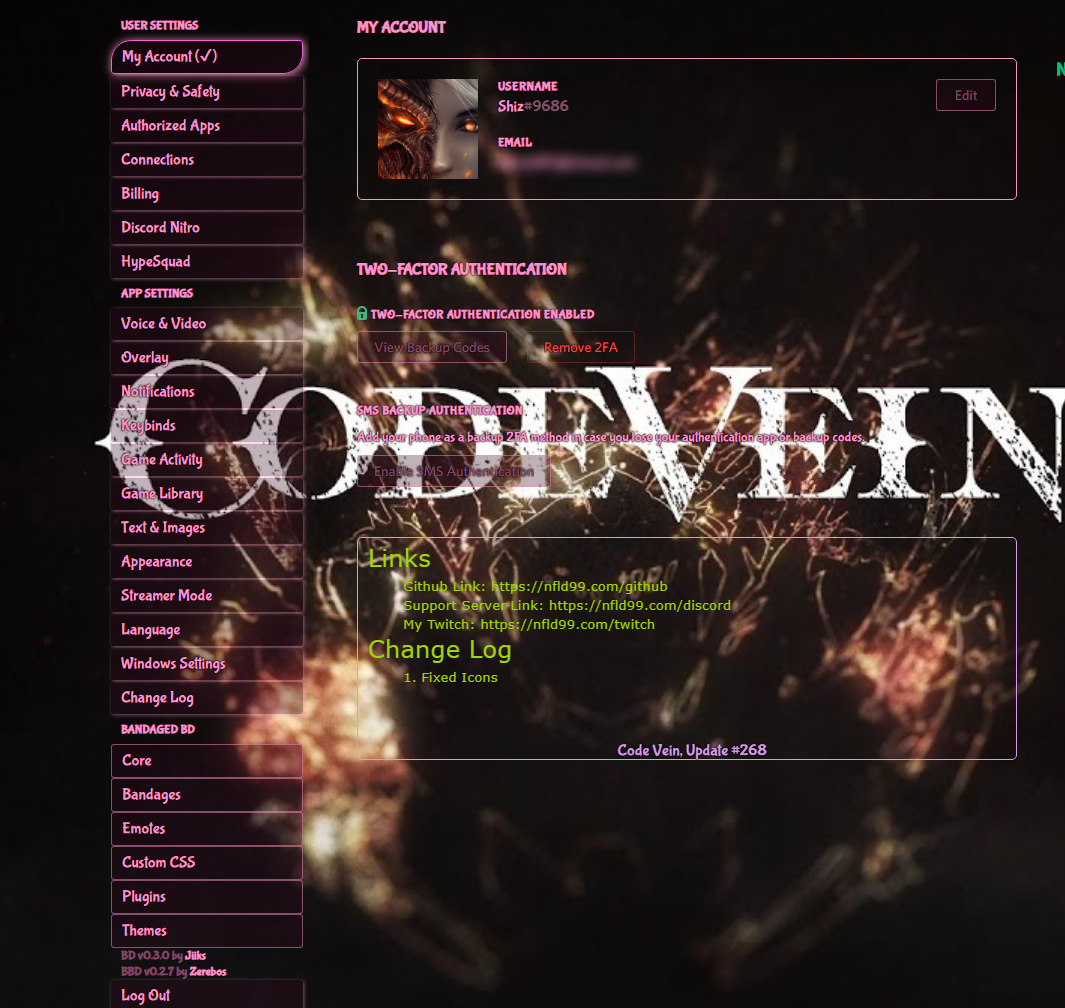 USER SETTINGS
My Account (✓)
Privacy & Safety
Authorized Apps
Connections
Billing
Discord Nitro
HypeSquad
APP SETTINGS
Voice & Video
Overlay
Notifications
Keybinds
Game Activity
Game Library
Text & Images
Appearance
Streamer Mode
Language
Windows Settings
Change Log
BANDAGED BD
Core
Bandages
Emotes
Custom CSS
Plugins
Themes
BD v0.3.0 by Jiiks
BBD v0.2.7 by Zerebos
Log Out
MY ACCOUNT
USERNAME
Shiz#9686
Edit
EMAIL
TWO-FACTOR AUTHENTICATION
TWO-FACTOR AUTHENTICATION ENABLED
View Backup Codes
Remove 2FA
CODE VEIN
SMS BACKUP AUTHENTICATION
Add your phone as a backup 2FA method in case you lose your authentication app or backup codes.
Enable SMS Authentication
Links
Github Link: https://nfld99.com/github
Support Server Link: https://nfld99.com/discord
My Twitch: https://nfld99.com/twitch
Change Log
1. Fixed Icons
Code Vein, Update #268